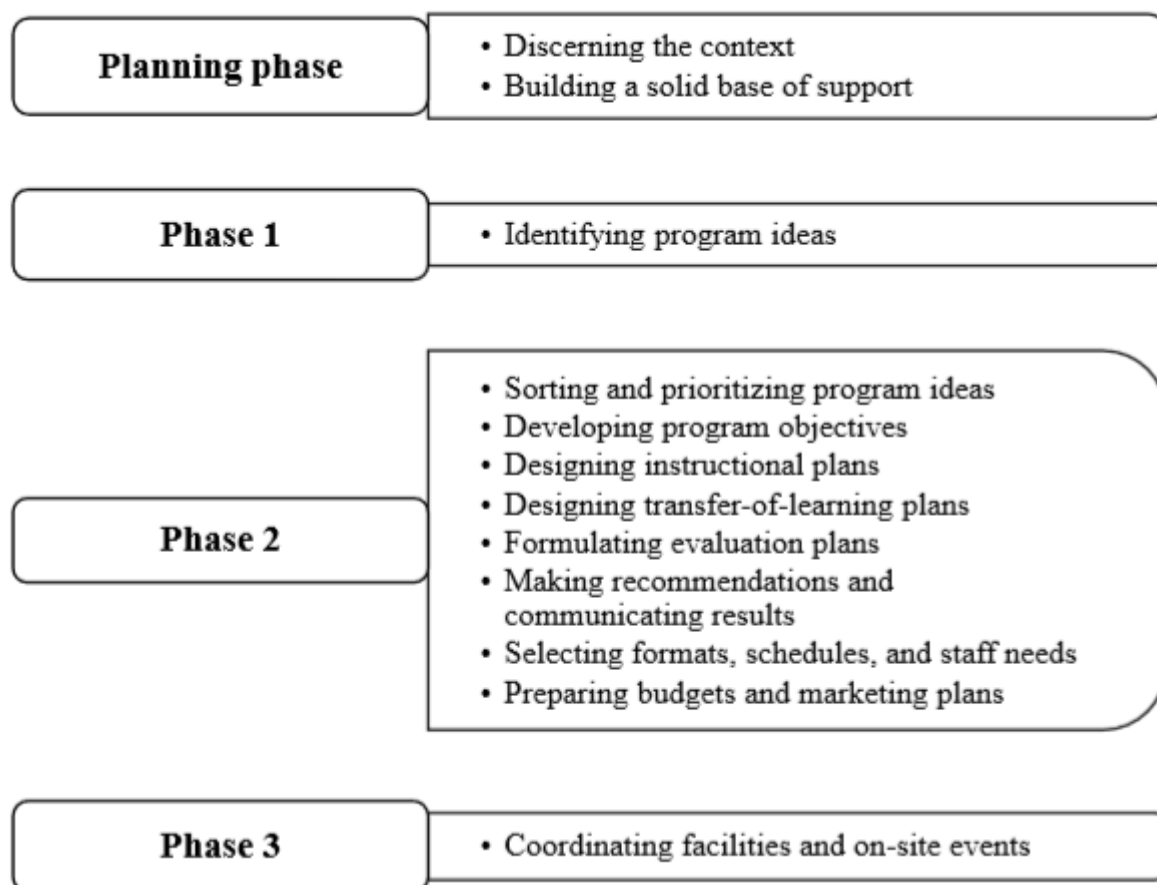 Planning phase
• Discerning the context
• Building a solid base of support
Phase 1
• Identifying program ideas
Phase 2
• Sorting and prioritizing program ideas
• Developing program objectives
• Designing instructional plans
• Designing transfer-of-learning plans
• Formulating evaluation plans
• Making recommendations and
communicating results
• Selecting formats, schedules, and staff needs
• Preparing budgets and marketing plans
Phase 3
• Coordinating facilities and on-site events